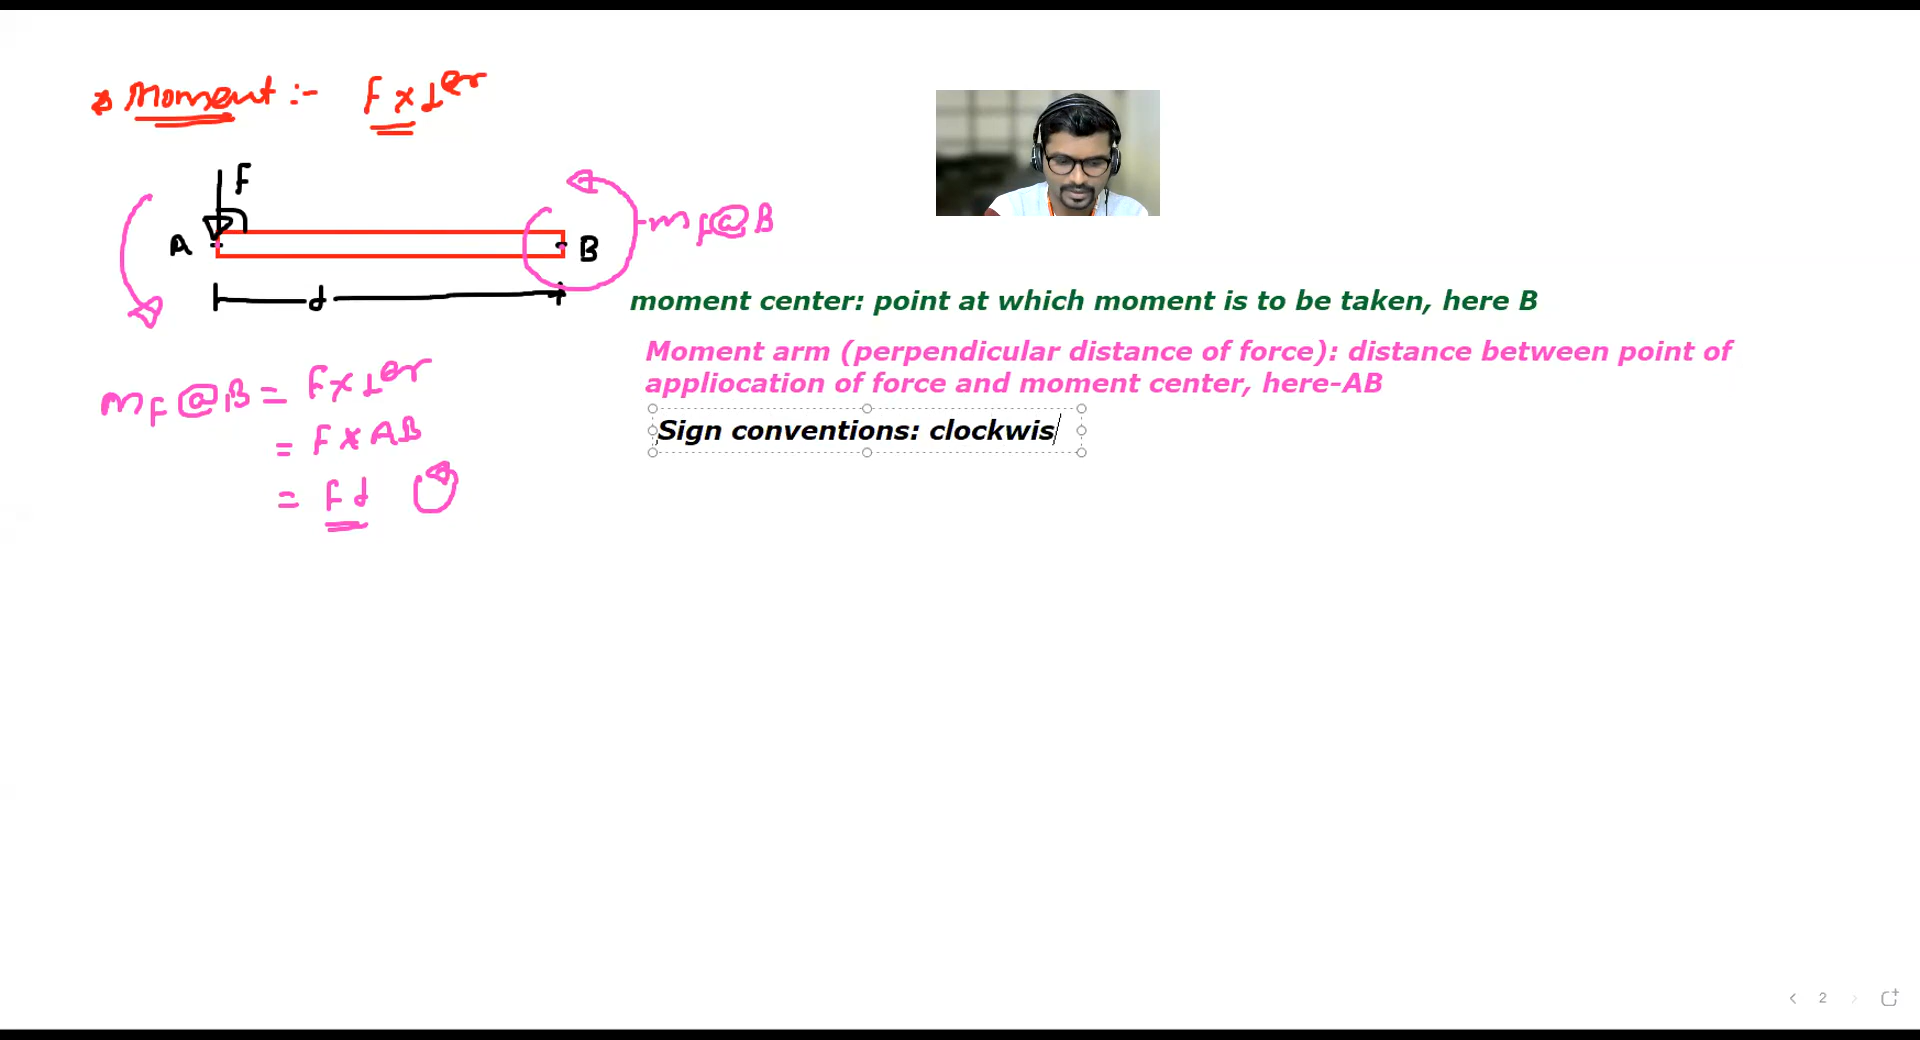 Moment :- F x ⊥er
F
A
B
d
MF@B
moment center: point at which moment is to be taken, here B
Moment arm (perpendicular distance of force): distance between point of
appliocation of force and moment center, here-AB
Sign conventions: clockwis
MF@B = F x ⊥er
= F x AB
= Fd
2